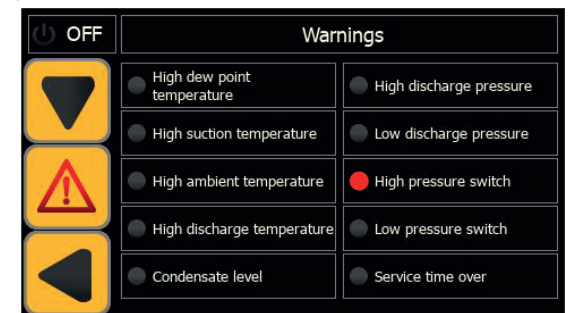 OFF
Warnings
High dew point
temperature
High discharge pressure
High suction temperature
Low discharge pressure
High ambient temperature
High pressure switch
High discharge temperature
Low pressure switch
Condensate level
Service time over